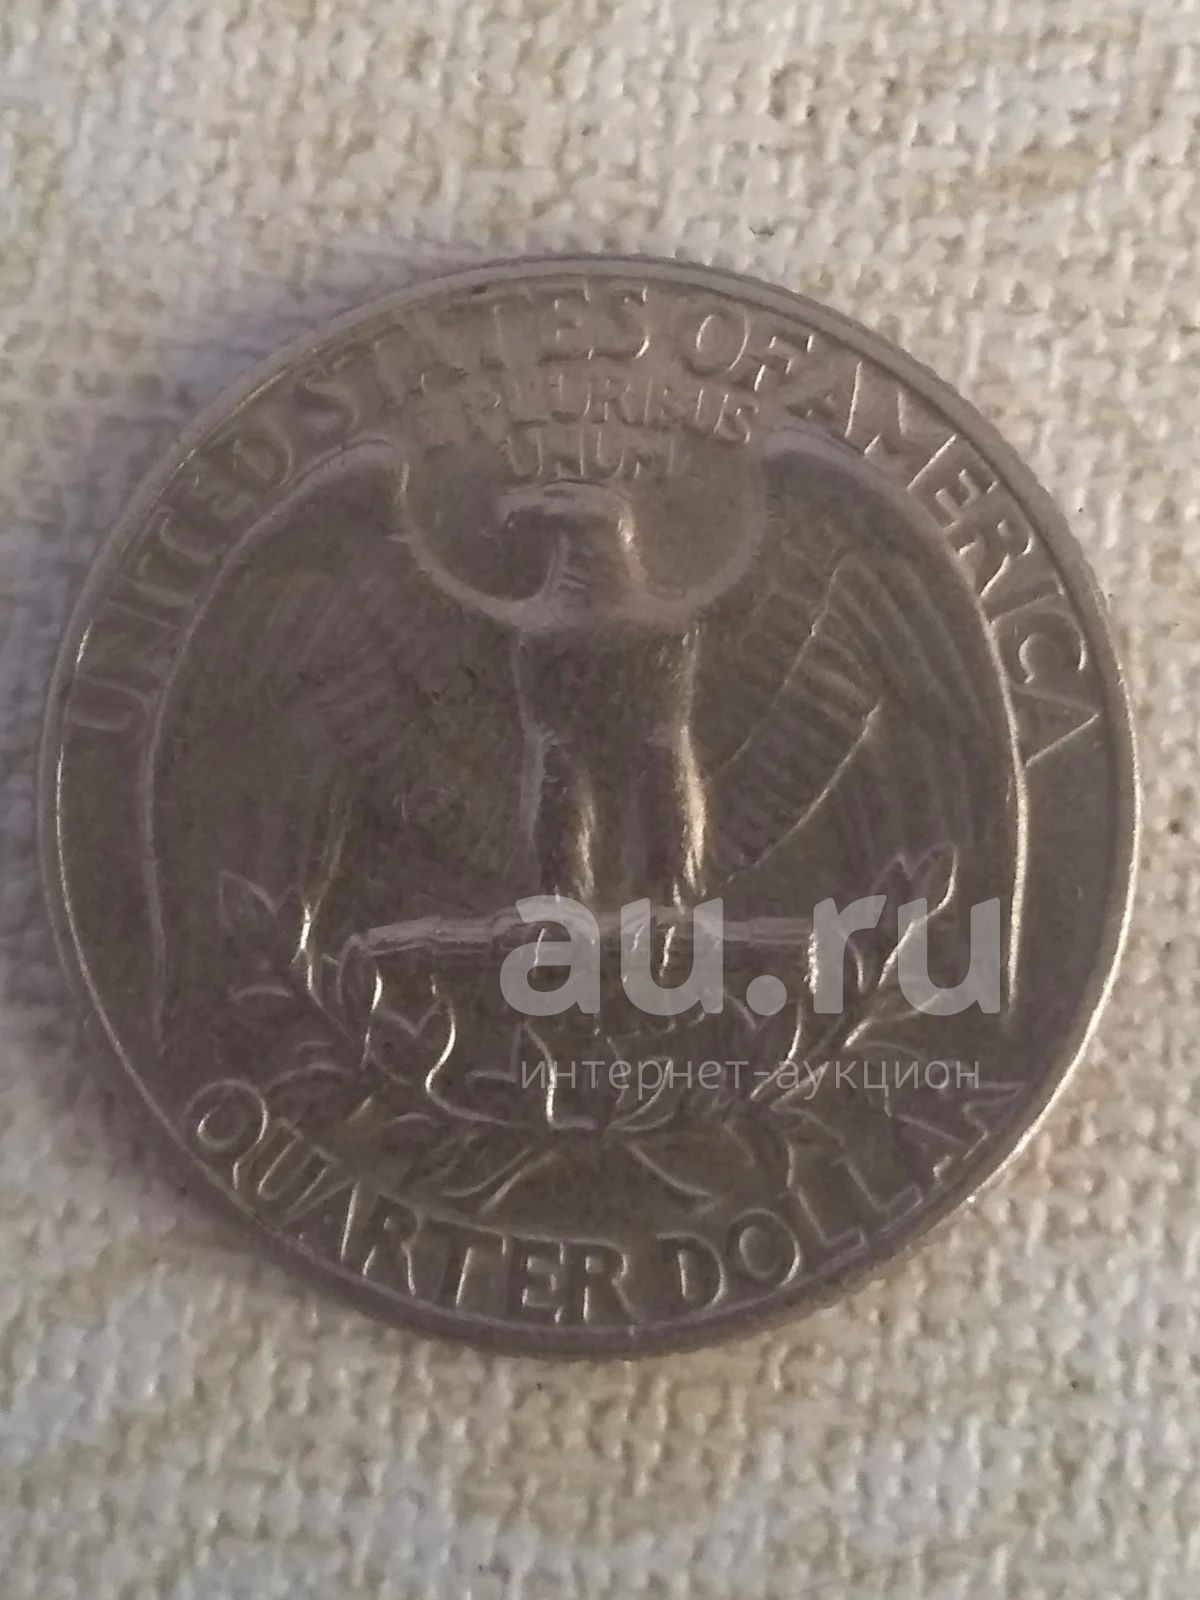 UNITED STATES OF AMERICA
E PLURIBUS
UNUM
au.ru
интернет-аукцион
QUARTER DOLLAR